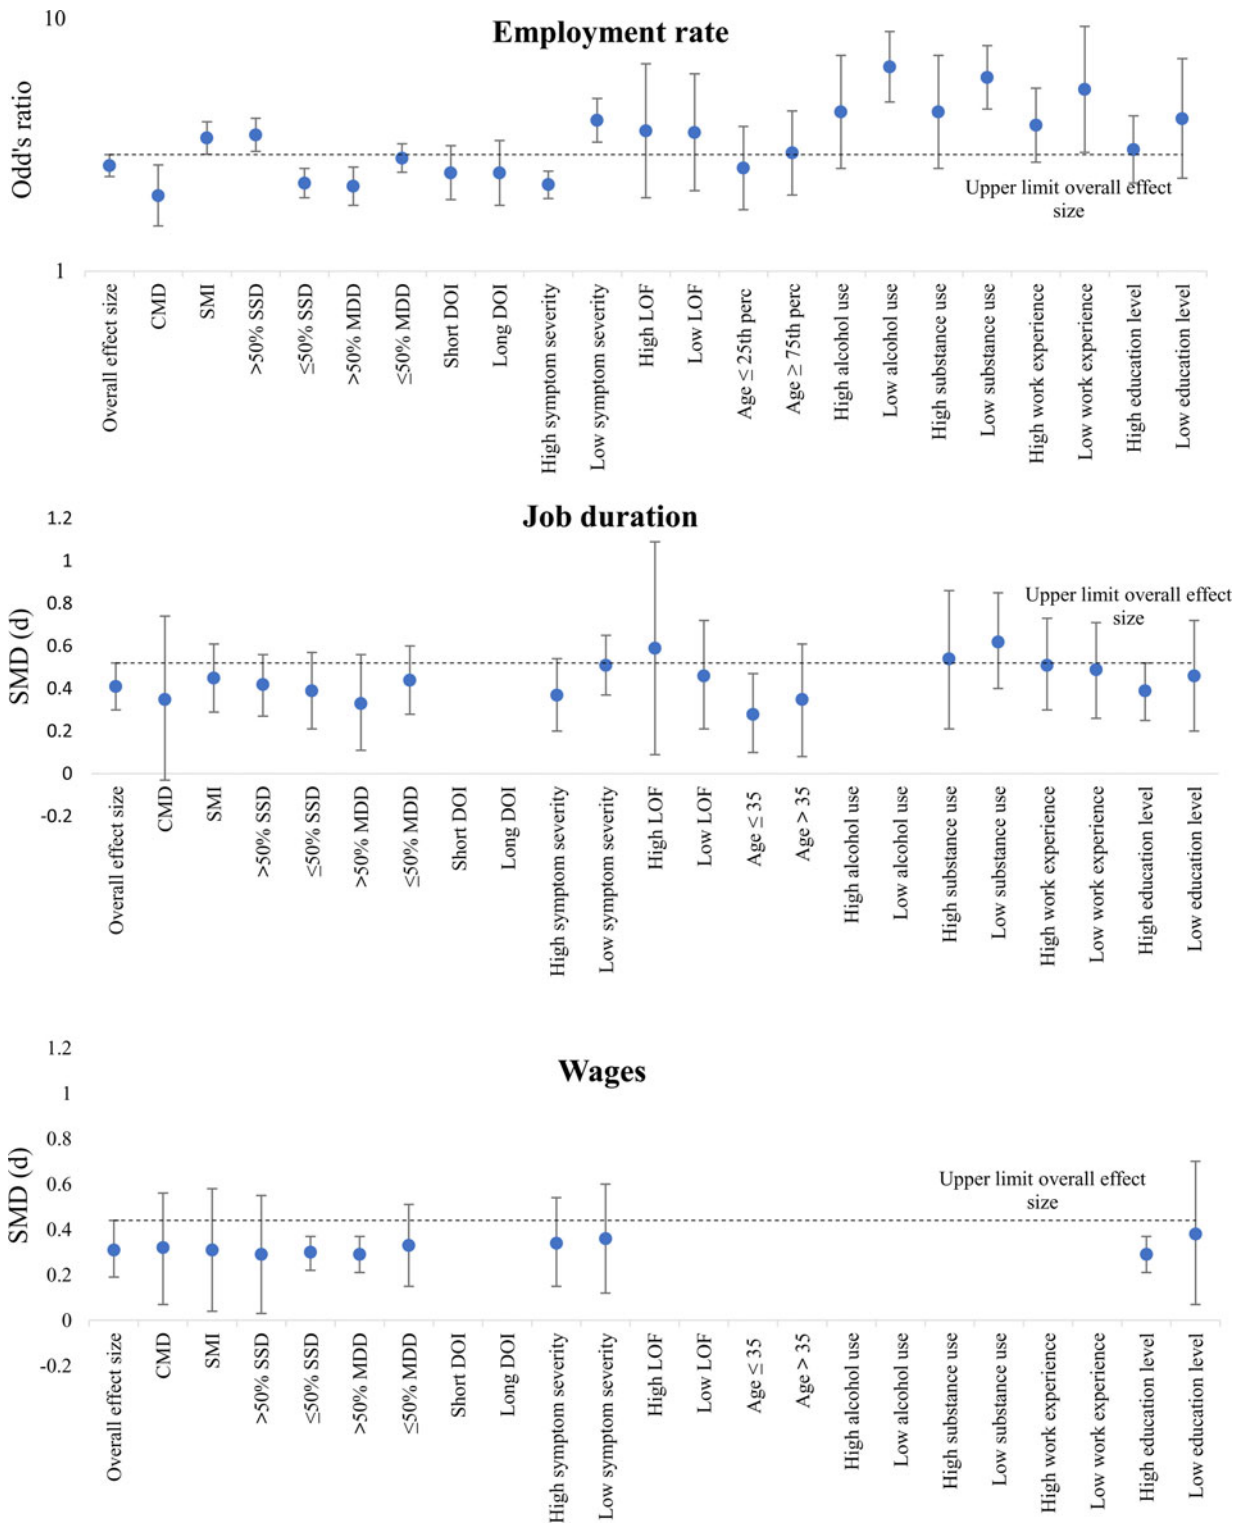 Employment rate
10
Odd's ratio
1
Upper limit overall effect
size
Overall effect size
CMD
SMI
>50% SSD
≤50% SSD
>50% MDD
≤50% MDD
Short DOI
Long DOI
High symptom severity
Low symptom severity
High LOF
Low LOF
Age ≤ 25th perc
Age ≥ 75th perc
High alcohol use
Low alcohol use
High substance use
Low substance use
High work experience
Low work experience
High education level
Low education level
Job duration
1.2
1
0.8
0.6
0.4
0.2
0
-0.2
SMD (d)
Upper limit overall effect
size
Overall effect size
CMD
SMI
>50% SSD
≤50% SSD
>50% MDD
≤50% MDD
Short DOI
Long DOI
High symptom severity
Low symptom severity
High LOF
Low LOF
Age ≤ 35
Age > 35
High alcohol use
Low alcohol use
High substance use
Low substance use
High work experience
Low work experience
High education level
Low education level
Wages
1.2
1
0.8
0.6
0.4
0.2
0
-0.2
SMD (d)
Upper limit overall effect
size
Overall effect size
CMD
SMI
>50% SSD
≤50% SSD
>50% MDD
≤50% MDD
Short DOI
Long DOI
High symptom severity
Low symptom severity
High LOF
Low LOF
Age ≤ 35
Age > 35
High alcohol use
Low alcohol use
High substance use
Low substance use
High work experience
Low work experience
High education level
Low education level